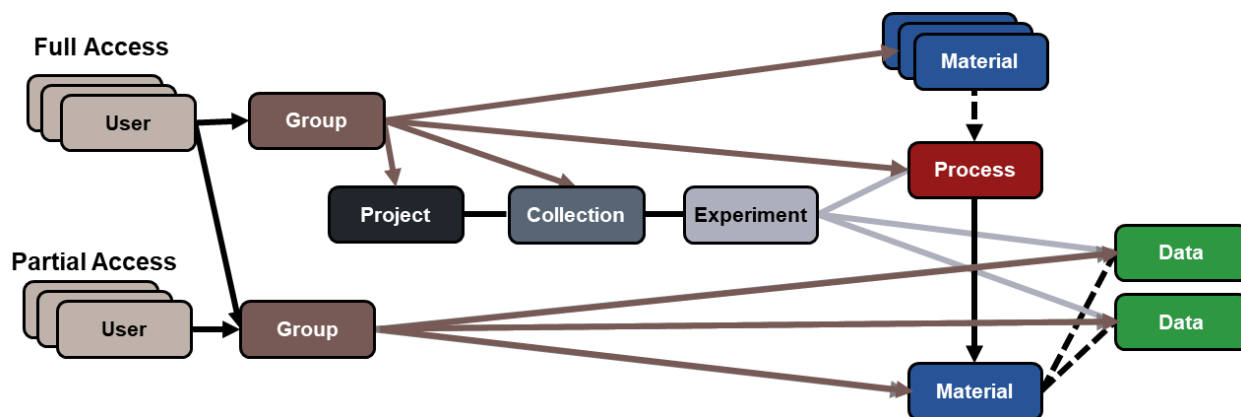 Full Access
Material
User
Group
Process
Project
Collection
Experiment
Data
Partial Access
User
Group
Data
Material